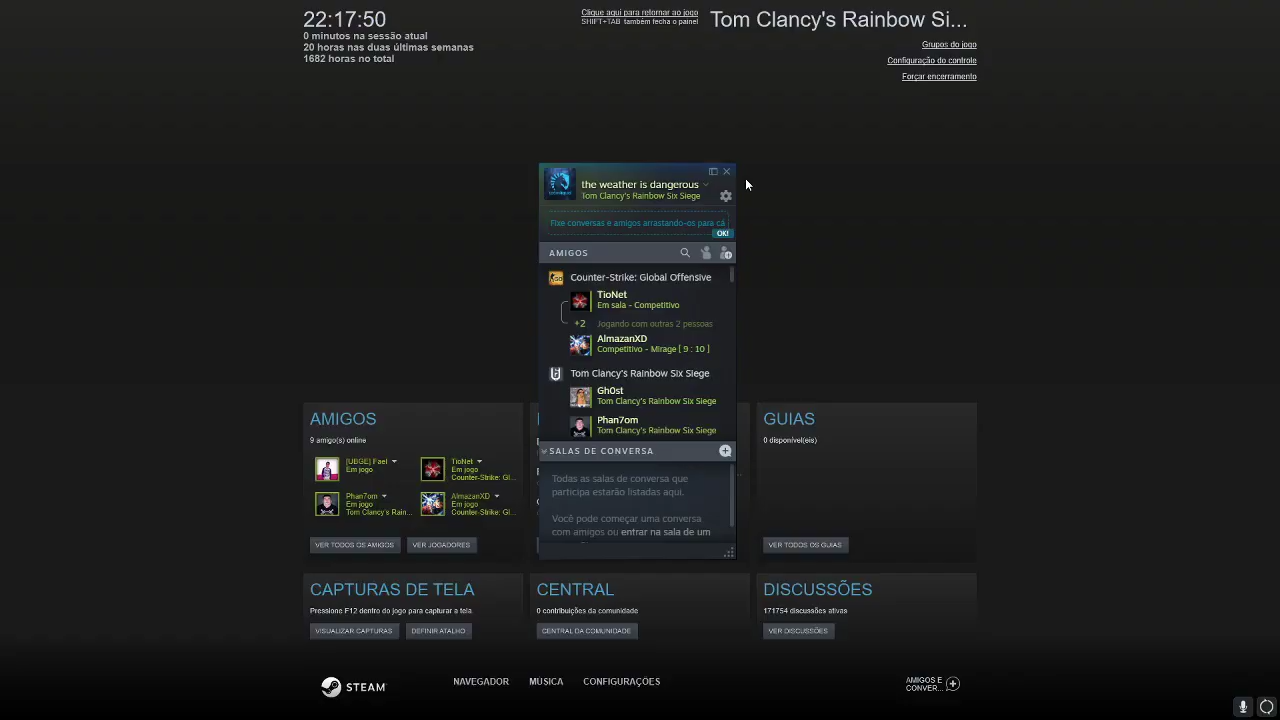 22:17:50
0 minutos na sessão atual
20 horas nas duas últimas semanas
1682 horas no total
Clique aqui para retornar ao jogo
SHIFT+TAB também fecha o painel
Tom Clancy's Rainbow Si...
Grupos do jogo
Configuração do controle
Forçar encerramento
the weather is dangerous
Tom Clancy's Rainbow Six Siege
Fixe conversas e amigos arrastando-os para cá
OK!
AMIGOS
Counter-Strike: Global Offensive
TioNet
Em sala - Competitivo
+2 Jogando com outras 2 pessoas
AlmazanXD
Competitivo - Mirage [ 9 : 10 ]
Tom Clancy's Rainbow Six Siege
Gh0st
Tom Clancy's Rainbow Six Siege
Phan7om
Tom Clancy's Rainbow Six Siege
SALAS DE CONVERSA
Todas as salas de conversa que
participa estarão listadas aqui.
Você pode começar uma conversa
com amigos ou entrar na sala de um
AMIGOS
9 amigo(s) online
[UBGE] Fael
Em jogo
TioNet
Em jogo
Counter-Strike: Gl...
Phan7om
Em jogo
Tom Clancy's Rain...
AlmazanXD
Em jogo
Counter-Strike: Gl...
VER TODOS OS AMIGOS
VER JOGADORES
GUIAS
0 disponível(eis)
VER TODOS OS GUIAS
CAPTURAS DE TELA
Pressione F12 dentro do jogo para capturar a tela
VISUALIZAR CAPTURAS
DEFINIR ATALHO
CENTRAL
0 contribuições da comunidade
CENTRAL DA COMUNIDADE
DISCUSSÕES
171754 discussões ativas
VER DISCUSSÕES
STEAM
NAVEGADOR
MÚSICA
CONFIGURAÇÕES
AMIGOS E
CONVER...